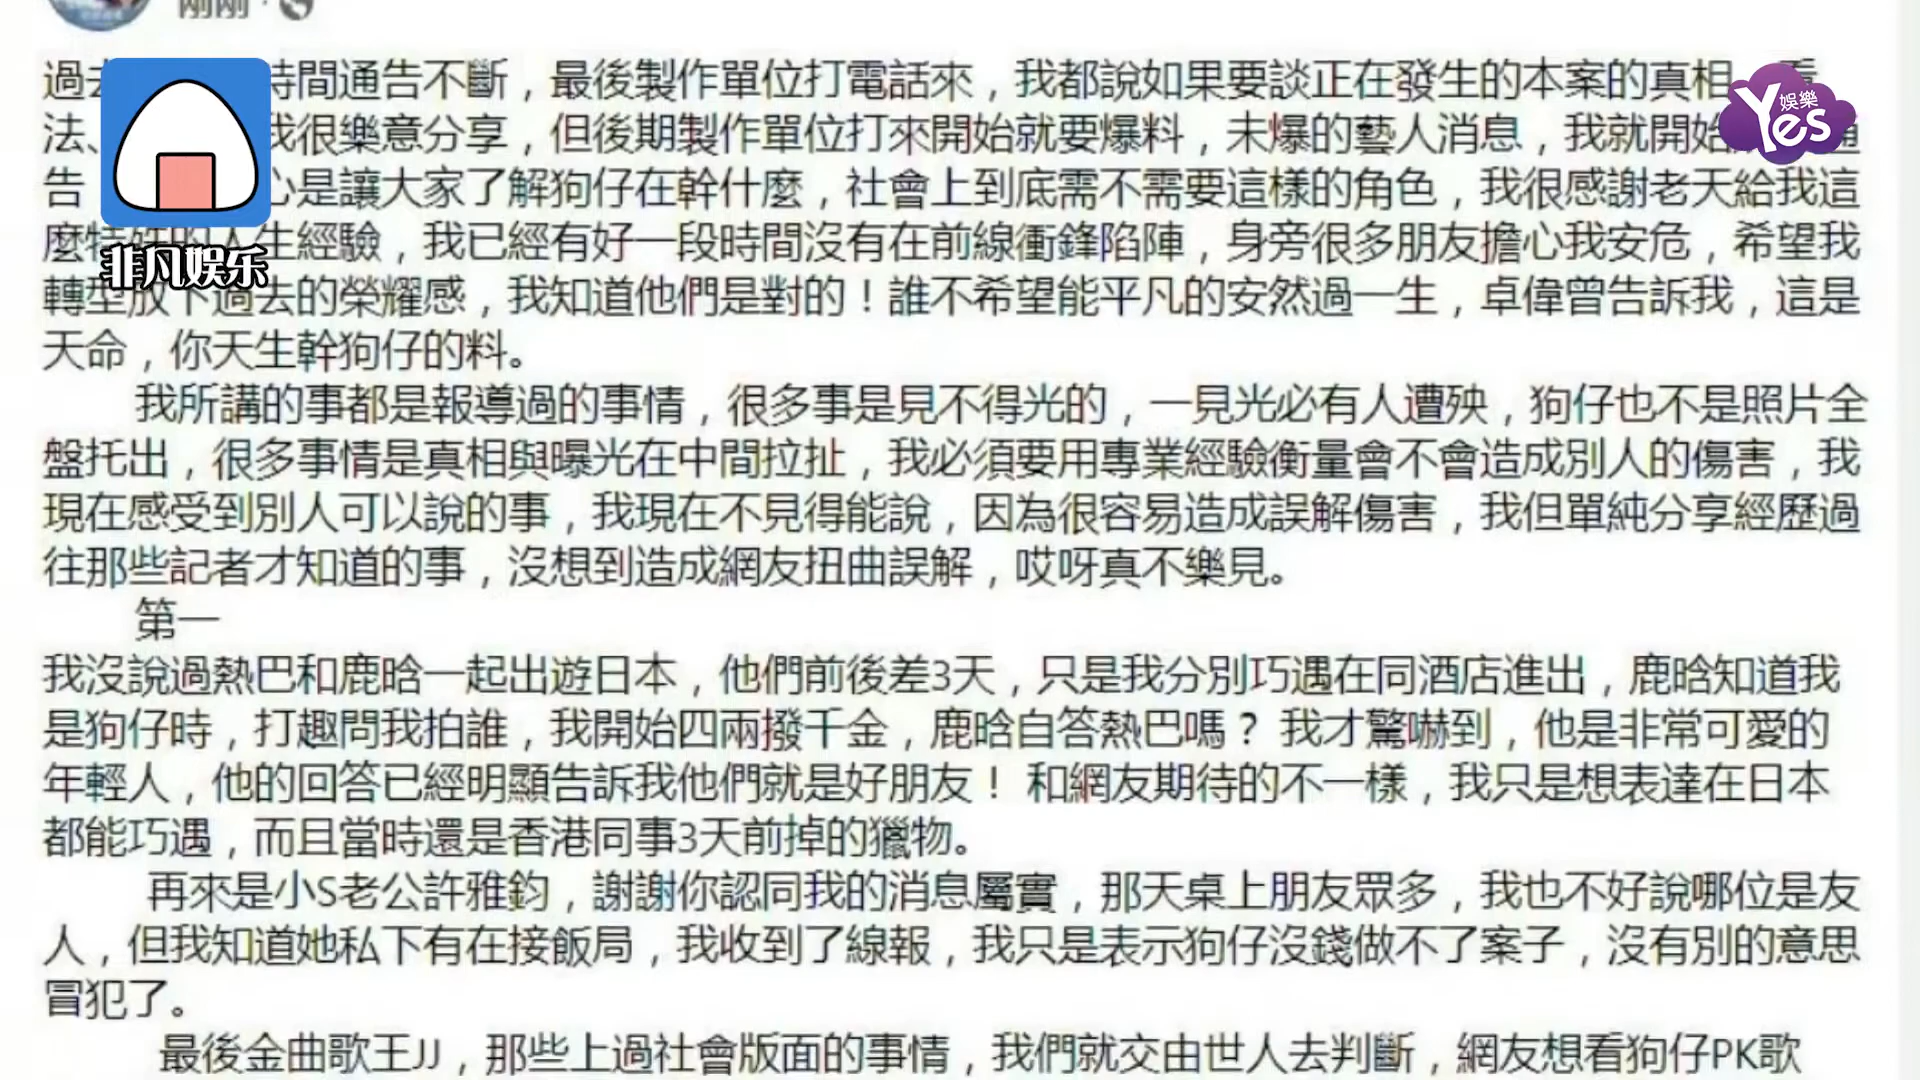 剛剛
過去 時間通告不斷，最後製作單位打電話來，我都說如果要談正在發生的本案的真相、看
法、 我很樂意分享，但後期製作單位打來開始就要爆料，未爆的藝人消息，我就開始 通
告 心是讓大家了解狗仔在幹什麼，社會上到底需不需要這樣的角色，我很感謝老天給我這
麼特殊的人生經驗，我已經有好一段時間沒有在前線衝鋒陷陣，身旁很多朋友擔心我安危，希望我
轉型放下過去的榮耀感，我知道他們是對的！誰不希望能平凡的安然過一生，卓偉曾告訴我，這是
天命，你天生幹狗仔的料。
我所講的事都是報導過的事情，很多事是見不得光的，一見光必有人遭殃，狗仔也不是照片全
盤托出，很多事情是真相與曝光在中間拉扯，我必須要用專業經驗衡量會不會造成別人的傷害，我
現在感受到別人可以說的事，我現在不見得能說，因為很容易造成誤解傷害，我但單純分享經歷過
往那些記者才知道的事，沒想到造成網友扭曲誤解，哎呀真不樂見。
第一
我沒說過熱巴和鹿晗一起出遊日本，他們前後差3天，只是我分別巧遇在同酒店進出，鹿晗知道我
是狗仔時，打趣問我拍誰，我開始四兩撥千金，鹿晗自答熱巴嗎？ 我才驚嚇到，他是非常可愛的
年輕人，他的回答已經明顯告訴我他們就是好朋友！ 和網友期待的不一樣，我只是想表達在日本
都能巧遇，而且當時還是香港同事3天前掉的獵物。
再來是小S老公許雅鈞，謝謝你認同我的消息屬實，那天桌上朋友眾多，我也不好說哪位是友
人，但我知道她私下有在接飯局，我收到了線報，我只是表示狗仔沒錢做不了案子，沒有別的意思
冒犯了。
最後金曲歌王JJ，那些上過社會版面的事情，我們就交由世人去判斷，網友想看狗仔PK歌
非凡娱乐
Yes娛樂